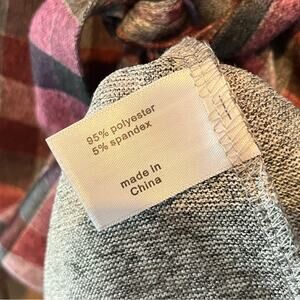 95% polyester
5% spandex
made in
China